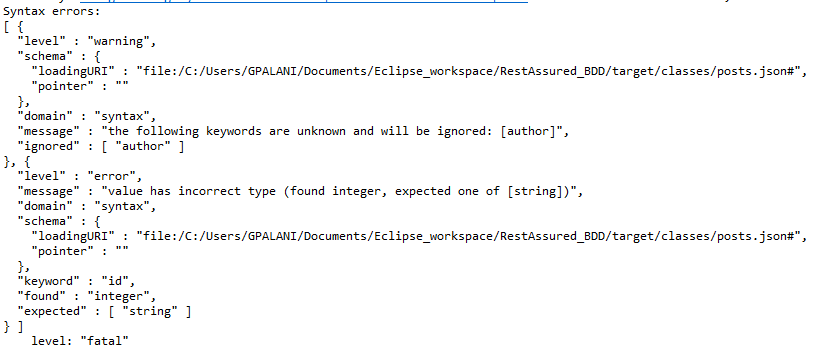 Syntax errors:
[ {
  "level" : "warning",
  "schema" : {
    "loadingURI" : "file:/C:/Users/GPALANI/Documents/Eclipse_workspace/RestAssured_BDD/target/classes/posts.json#",
    "pointer" : ""
  },
  "domain" : "syntax",
  "message" : "the following keywords are unknown and will be ignored: [author]",
  "ignored" : [ "author" ]
}, {
  "level" : "error",
  "message" : "value has incorrect type (found integer, expected one of [string])",
  "domain" : "syntax",
  "schema" : {
    "loadingURI" : "file:/C:/Users/GPALANI/Documents/Eclipse_workspace/RestAssured_BDD/target/classes/posts.json#",
    "pointer" : ""
  },
  "keyword" : "id",
  "found" : "integer",
  "expected" : [ "string" ]
} ]
    level: "fatal"